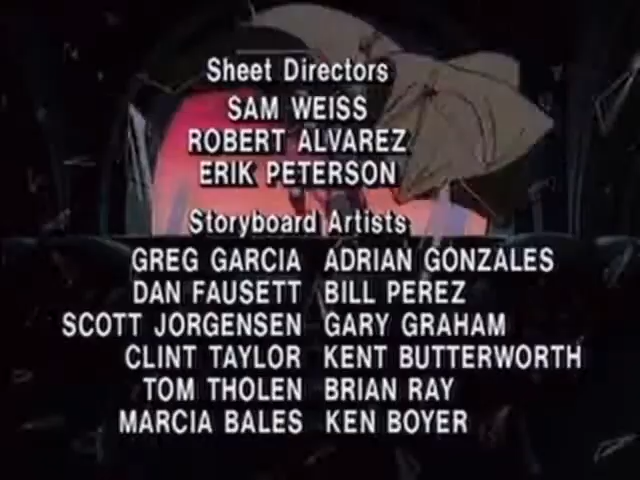 Sheet Directors
SAM WEISS
ROBERT ALVAREZ
ERIK PETERSON
Storyboard Artists
GREG GARCIA ADRIAN GONZALES
DAN FAUSETT BILL PEREZ
SCOTT JORGENSEN GARY GRAHAM
CLINT TAYLOR KENT BUTTERWORTH
TOM THOLEN BRIAN RAY
MARCIA BALES KEN BOYER